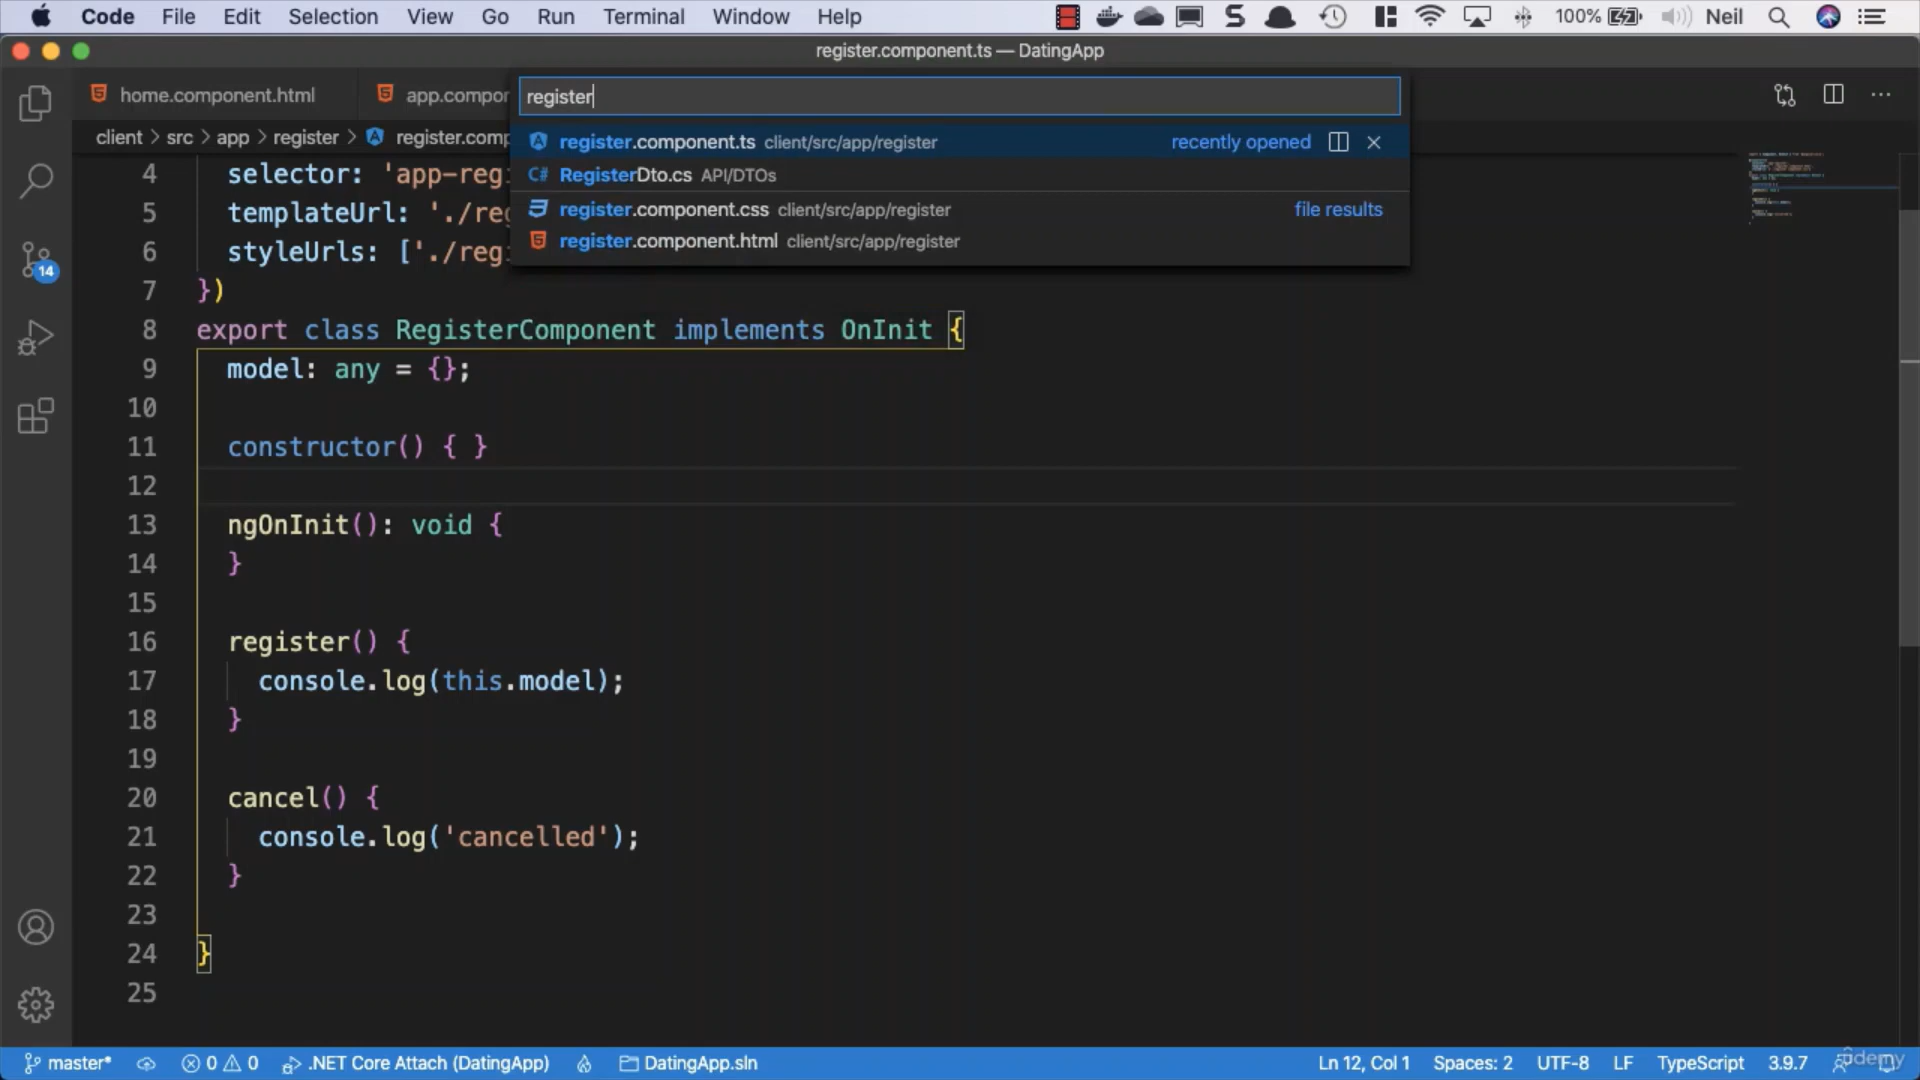 Code File Edit Selection View Go Run Terminal Window Help 100% Neil
register.component.ts — DatingApp
home.component.html
app.compon
register
client > src > app > register > register.comp
register.component.ts client/src/app/register recently opened
RegisterDto.cs API/DTOs
register.component.css client/src/app/register file results
register.component.html client/src/app/register
4 selector: 'app-regi
5 templateUrl: './reg
6 styleUrls: ['./regi
7 })
8 export class RegisterComponent implements OnInit {
9 model: any = {};
10
11 constructor() { }
12
13 ngOnInit(): void {
14 }
15
16 register() {
17 console.log(this.model);
18 }
19
20 cancel() {
21 console.log('cancelled');
22 }
23
24 }
25
14
master* 0 0 .NET Core Attach (DatingApp) DatingApp.sln Ln 12, Col 1 Spaces: 2 UTF-8 LF TypeScript 3.9.7
udemy